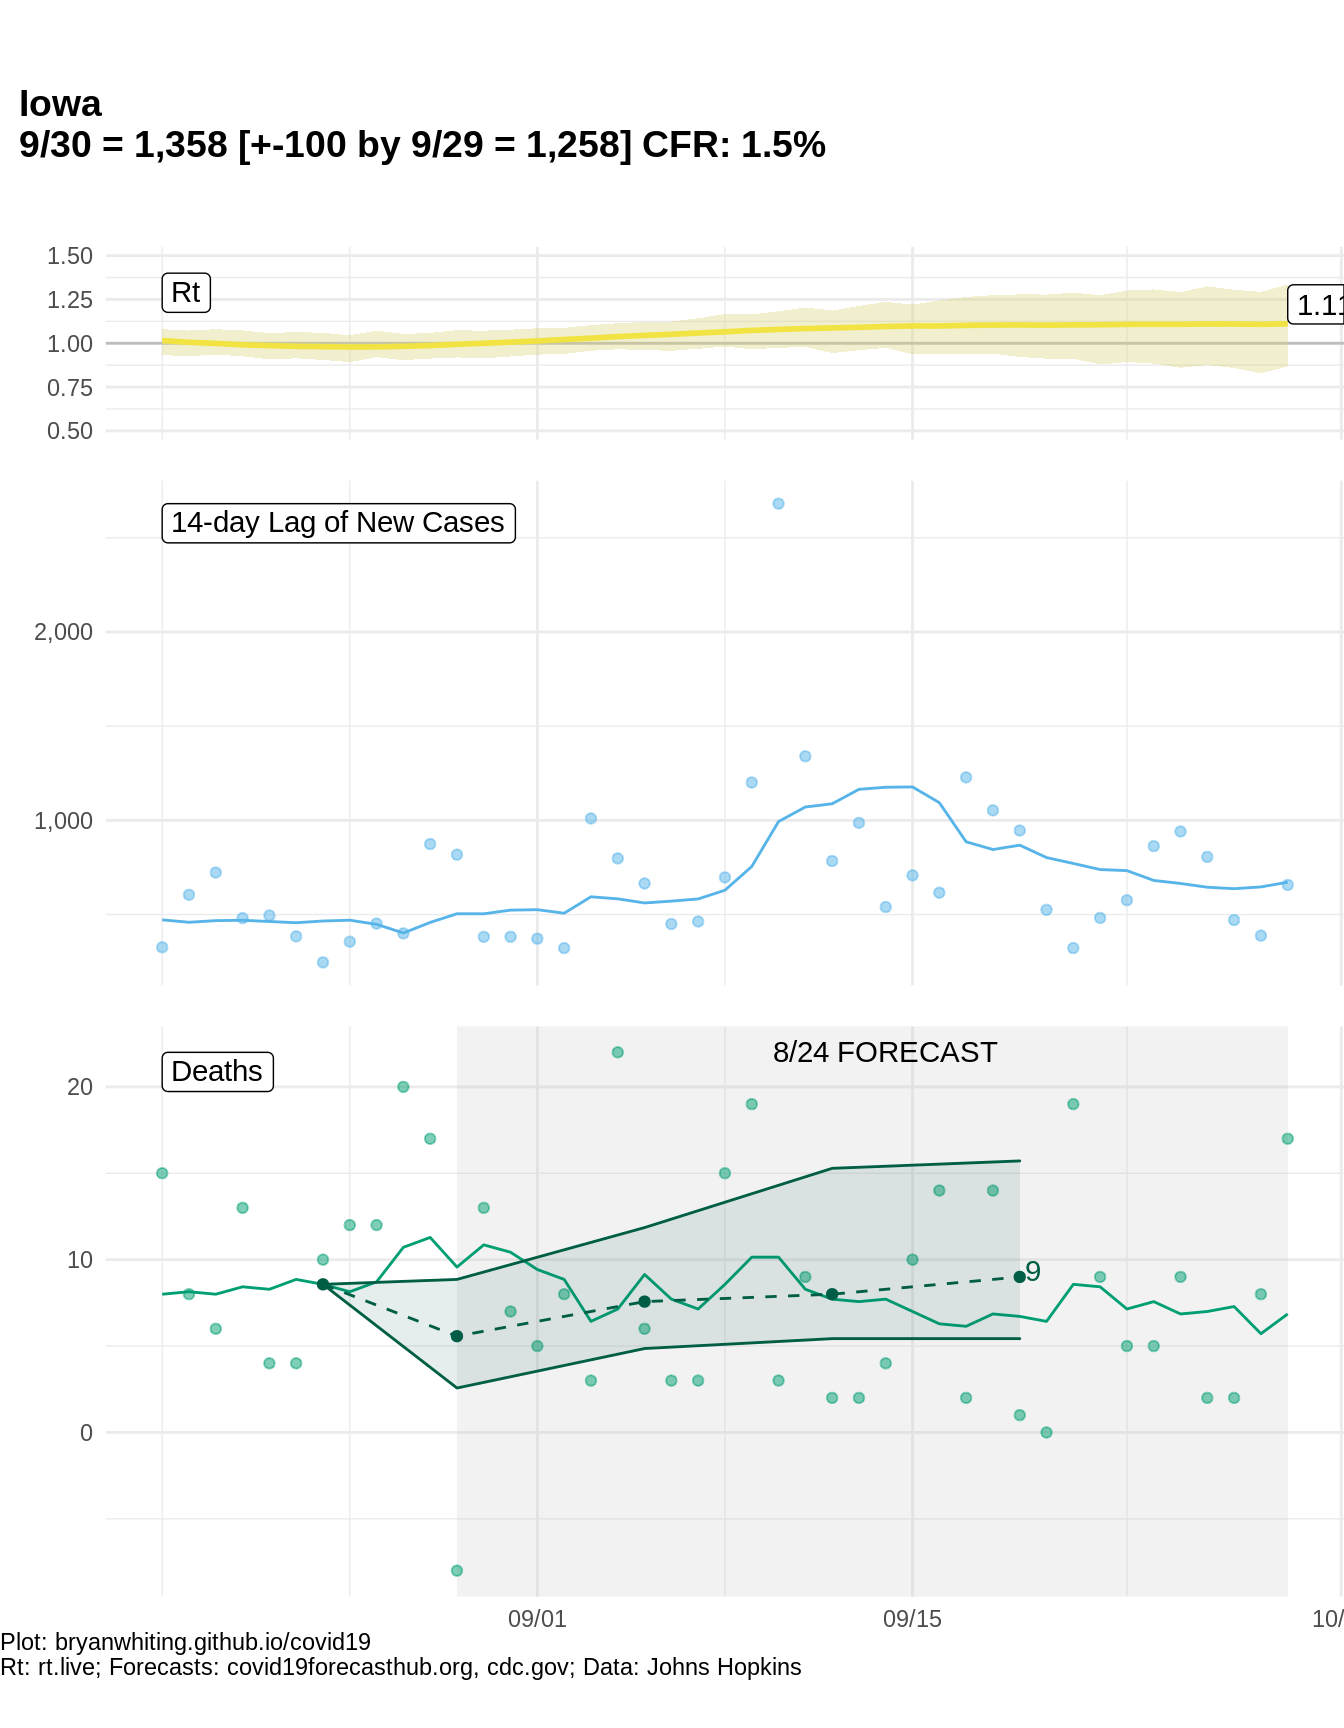 Iowa
9/30 = 1,358 [+-100 by 9/29 = 1,258] CFR: 1.5%
1.50
1.25
1.00
0.75
0.50
Rt
1.11
14-day Lag of New Cases
2,000
1,000
Deaths
8/24 FORECAST
20
10
0
9
09/01
09/15
10/
Plot: bryanwhiting.github.io/covid19
Rt: rt.live; Forecasts: covid19forecasthub.org, cdc.gov; Data: Johns Hopkins